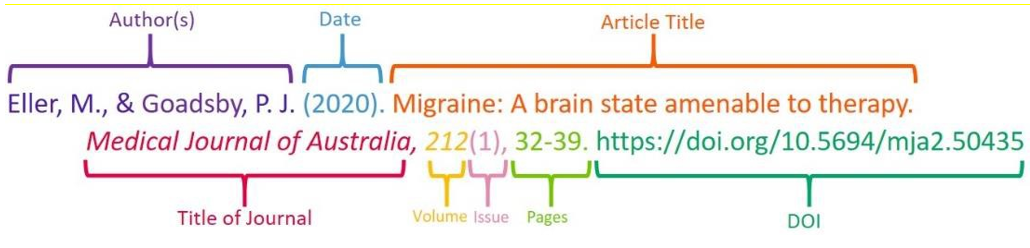 Author(s) Date Article Title
Eller, M., & Goadsby, P. J. (2020). Migraine: A brain state amenable to therapy.
Medical Journal of Australia, 212(1), 32-39. https://doi.org/10.5694/mja2.50435
Title of Journal Volume Issue Pages DOI